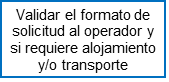 Validar el formato de
solicitud al operador y
si requiere alojamiento
y/o transporte